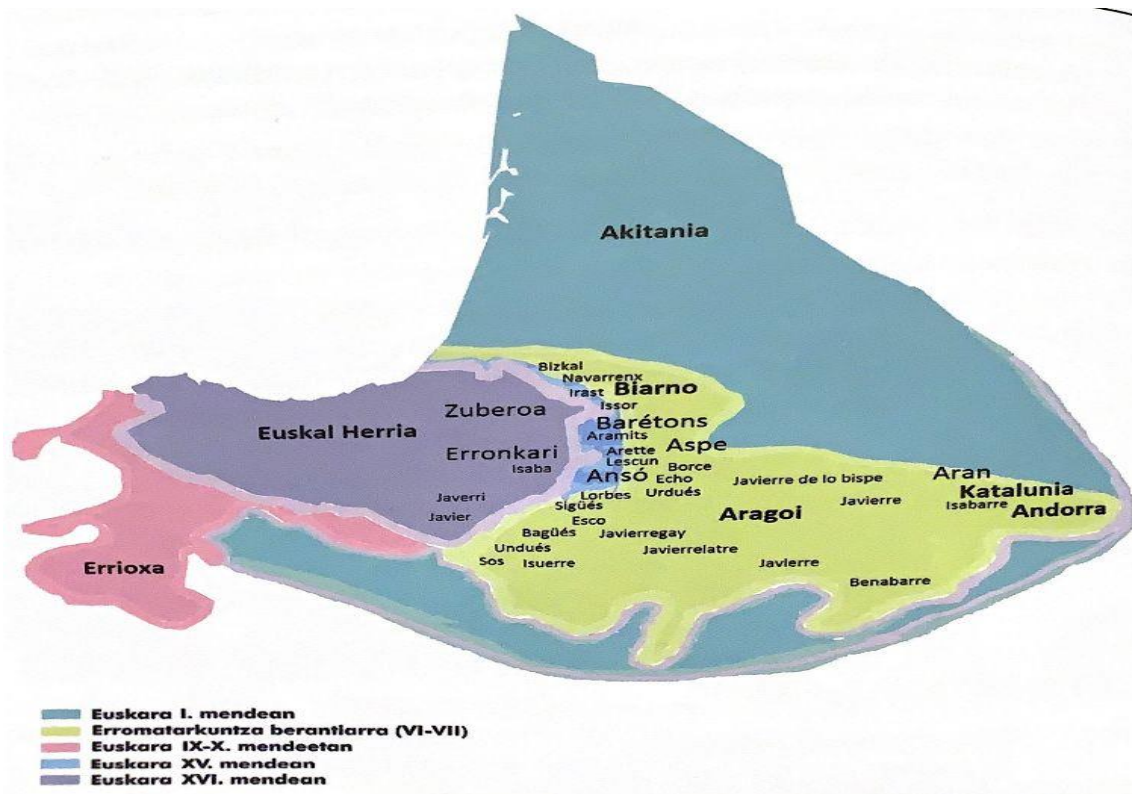 Akitania
Bizkai
Navarrenx
Irast
Biarno
Issor
Zuberoa
Barétons
Euskal Herria
Aramits
Aspe
Erronkari
Arette
Lescun
Isaba
Borce
Ansó
Echo
Javierre de lo bispe
Aran
Urdués
Katalunia
Javerri
Lorbes
Javierre
Isabarre
Sigüés
Andorra
Javier
Esco
Aragoi
Bagüés
Javierregay
Undués
Javierrelatre
Sos
Isuerre
Javierre
Errioxa
Benabarre
Euskara I. mendean
Erromatarkuntza berantiarra (VI-VII)
Euskara IX-X. mendeetan
Euskara XV. mendean
Euskara XVI. mendean